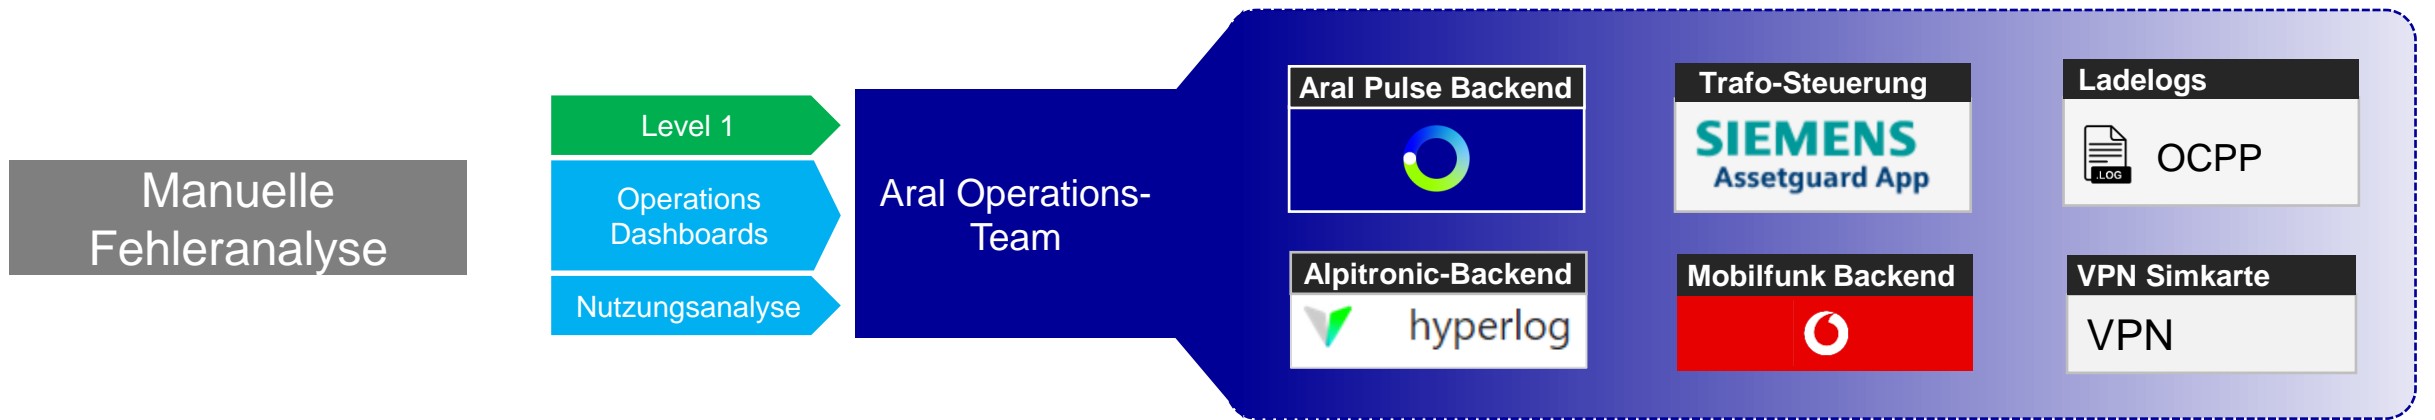 Manuelle
Fehleranalyse
Level 1
Operations
Dashboards
Nutzungsanalyse
Aral Operations-
Team
Aral Pulse Backend
Trafo-Steuerung
SIEMENS
Assetguard App
Ladelogs
.LOG
OCPP
Alpitronic-Backend
hyperlog
Mobilfunk Backend
VPN Simkarte
VPN